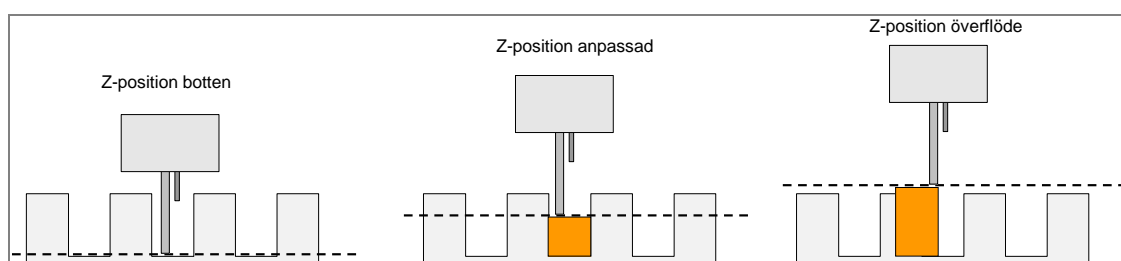 Z-position botten
Z-position anpassad
Z-position överflöde